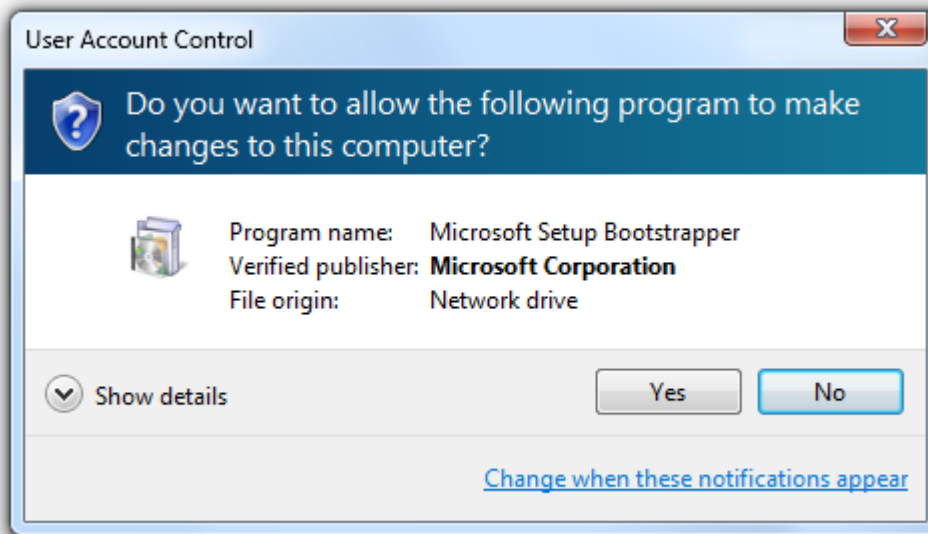 User Account Control
Do you want to allow the following program to make
changes to this computer?
Program name: Microsoft Setup Bootstrapper
Verified publisher: Microsoft Corporation
File origin: Network drive
Show details
Yes
No
Change when these notifications appear